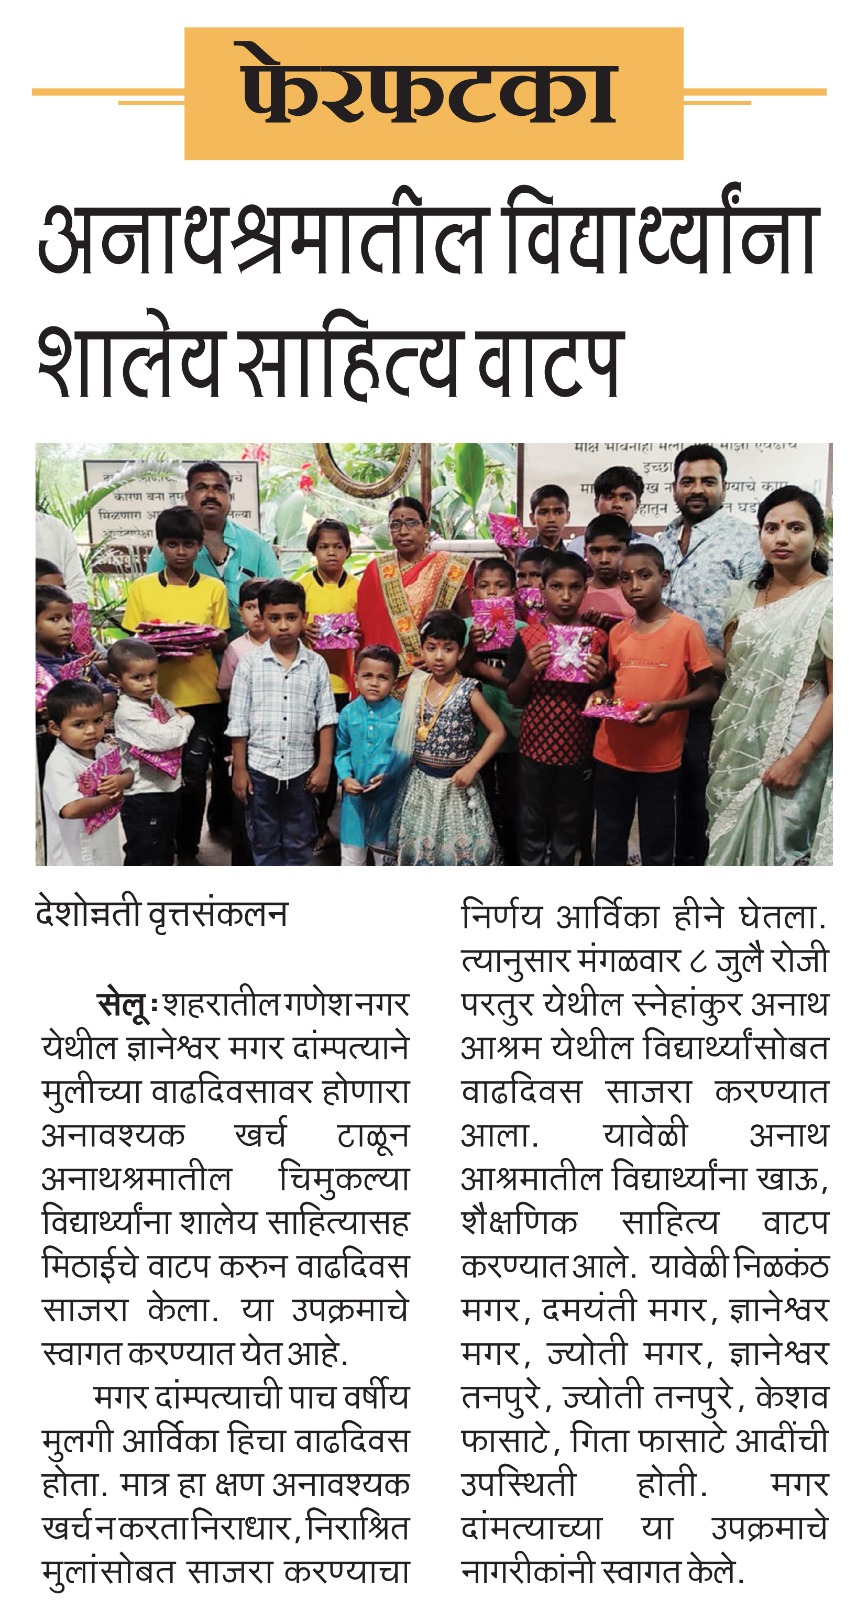 फेरफटका
अनाथश्रमातील विद्यार्थ्यांना
शालेय साहित्य वाटप
कारण बना
मिळणारा
इच्छा
देशोन्नती वृत्तसंकलन
सेलू : शहरातील गणेश नगर
येथील ज्ञानेश्वर मगर दांम्पत्याने
मुलीच्या वाढदिवसावर होणारा
अनावश्यक खर्च टाळून
अनाथश्रमातील चिमुकल्या
विद्यार्थ्यांना शालेय साहित्यासह
मिठाईचे वाटप करुन वाढदिवस
साजरा केला. या उपक्रमाचे
स्वागत करण्यात येत आहे.
मगर दांम्पत्याची पाच वर्षीय
मुलगी आर्विका हिचा वाढदिवस
होता. मात्र हा क्षण अनावश्यक
खर्च न करता निराधार, निराश्रित
मुलांसोबत साजरा करण्याचा
निर्णय आर्विका हीने घेतला.
त्यानुसार मंगळवार ८ जुलै रोजी
परतुर येथील स्नेहांकुर अनाथ
आश्रम येथील विद्यार्थ्यांसोबत
वाढदिवस साजरा करण्यात
आला. यावेळी अनाथ
आश्रमातील विद्यार्थ्यांना खाऊ,
शैक्षणिक साहित्य वाटप
करण्यात आले. यावेळी निळकंठ
मगर, दमयंती मगर, ज्ञानेश्वर
मगर, ज्योती मगर, ज्ञानेश्वर
तनपुरे, ज्योती तनपुरे, केशव
फासाटे, गिता फासाटे आदींची
उपस्थिती होती. मगर
दांमत्याच्या या उपक्रमाचे
नागरीकांनी स्वागत केले.